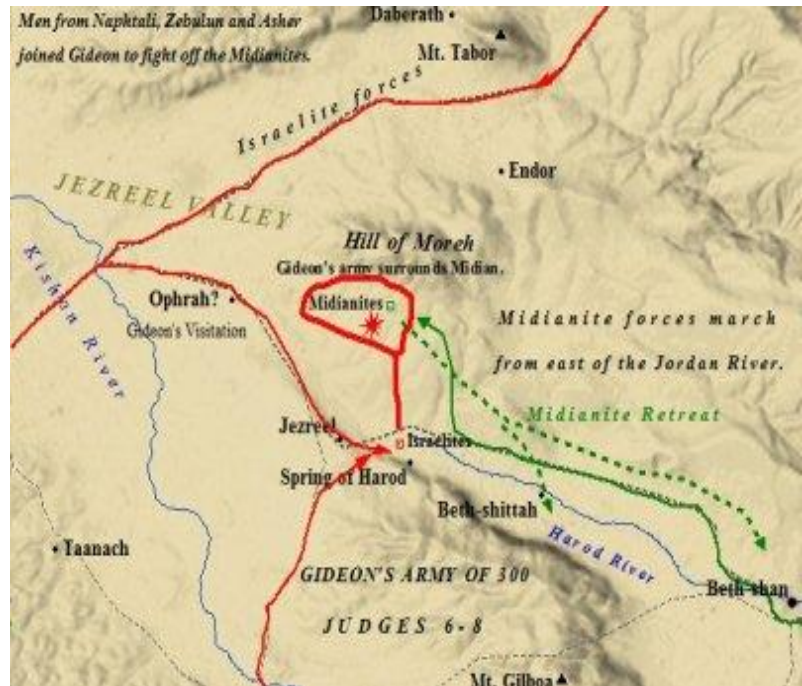 Men from Naphtali, Zebulun and Asher
joined Gideon to fight off the Midianites.
Daberath
Mt. Tabor
Israelite forces
Endor
JEZREEL VALLEY
Hill of Moreh
Gideon's army surrounds Midian.
Kishon River
Ophrah?
Gideon's Visitation
Midianites
Midianite forces march
from east of the Jordan River.
Midianite Retreat
Jezreel
Israelites
Spring of Harod
Beth-shittah
Harod River
Taanach
GIDEON'S ARMY OF 300
JUDGES 6-8
Beth-shan
Mt. Gilboa